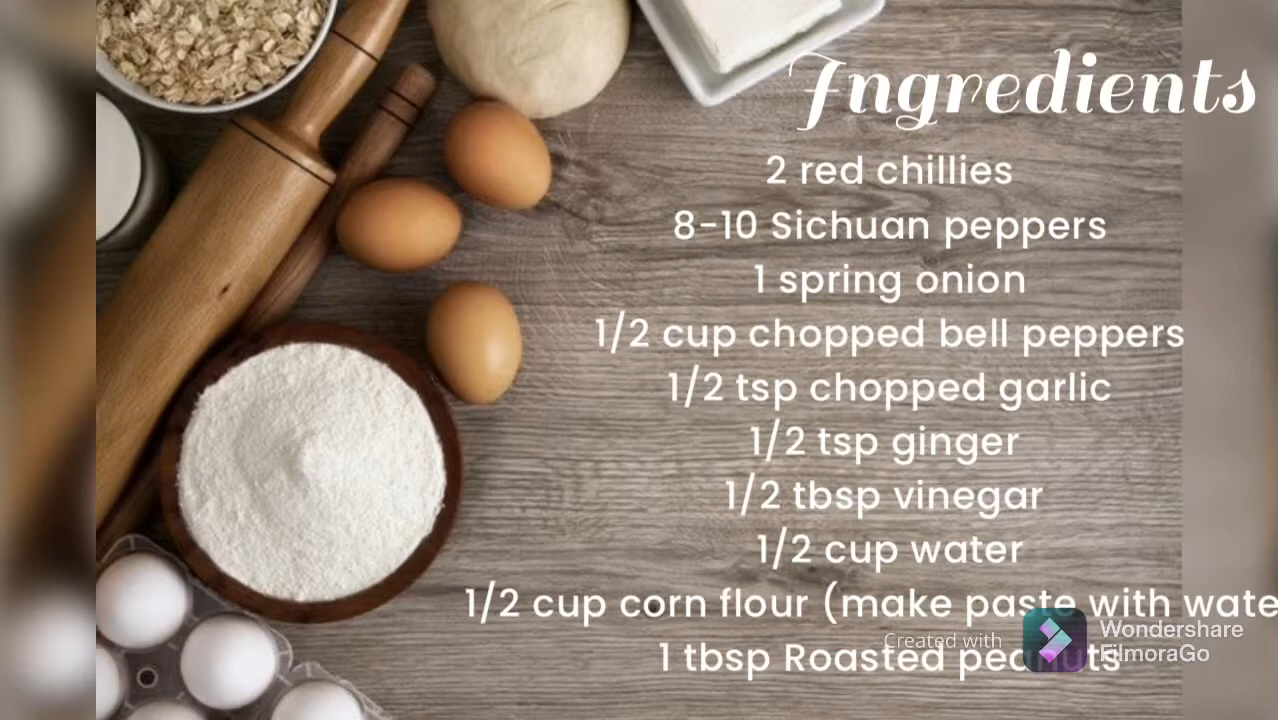 Ingredients
2 red chillies
8-10 Sichuan peppers
1 spring onion
1/2 cup chopped bell peppers
1/2 tsp chopped garlic
1/2 tsp ginger
1/2 tbsp vinegar
1/2 cup water
1/2 cup corn flour (make paste with wate
1 tbsp Roasted peanuts
Created with
Wondershare
FilmoraGo